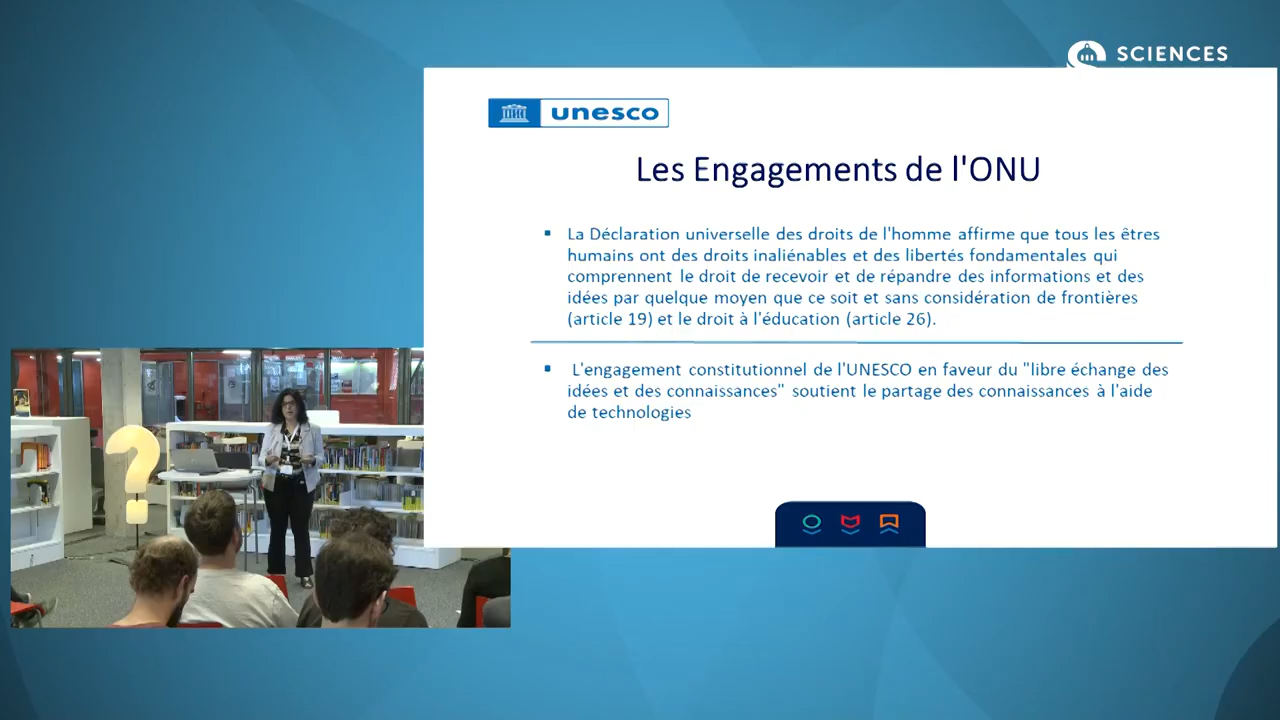 SCIENCES
unesco
Les Engagements de l'ONU
▪ La Déclaration universelle des droits de l'homme affirme que tous les êtres
humains ont des droits inaliénables et des libertés fondamentales qui
comprennent le droit de recevoir et de répandre des informations et des
idées par quelque moyen que ce soit et sans considération de frontières
(article 19) et le droit à l'éducation (article 26).
▪ L'engagement constitutionnel de l'UNESCO en faveur du "libre échange des
idées et des connaissances" soutient le partage des connaissances à l'aide
de technologies
?